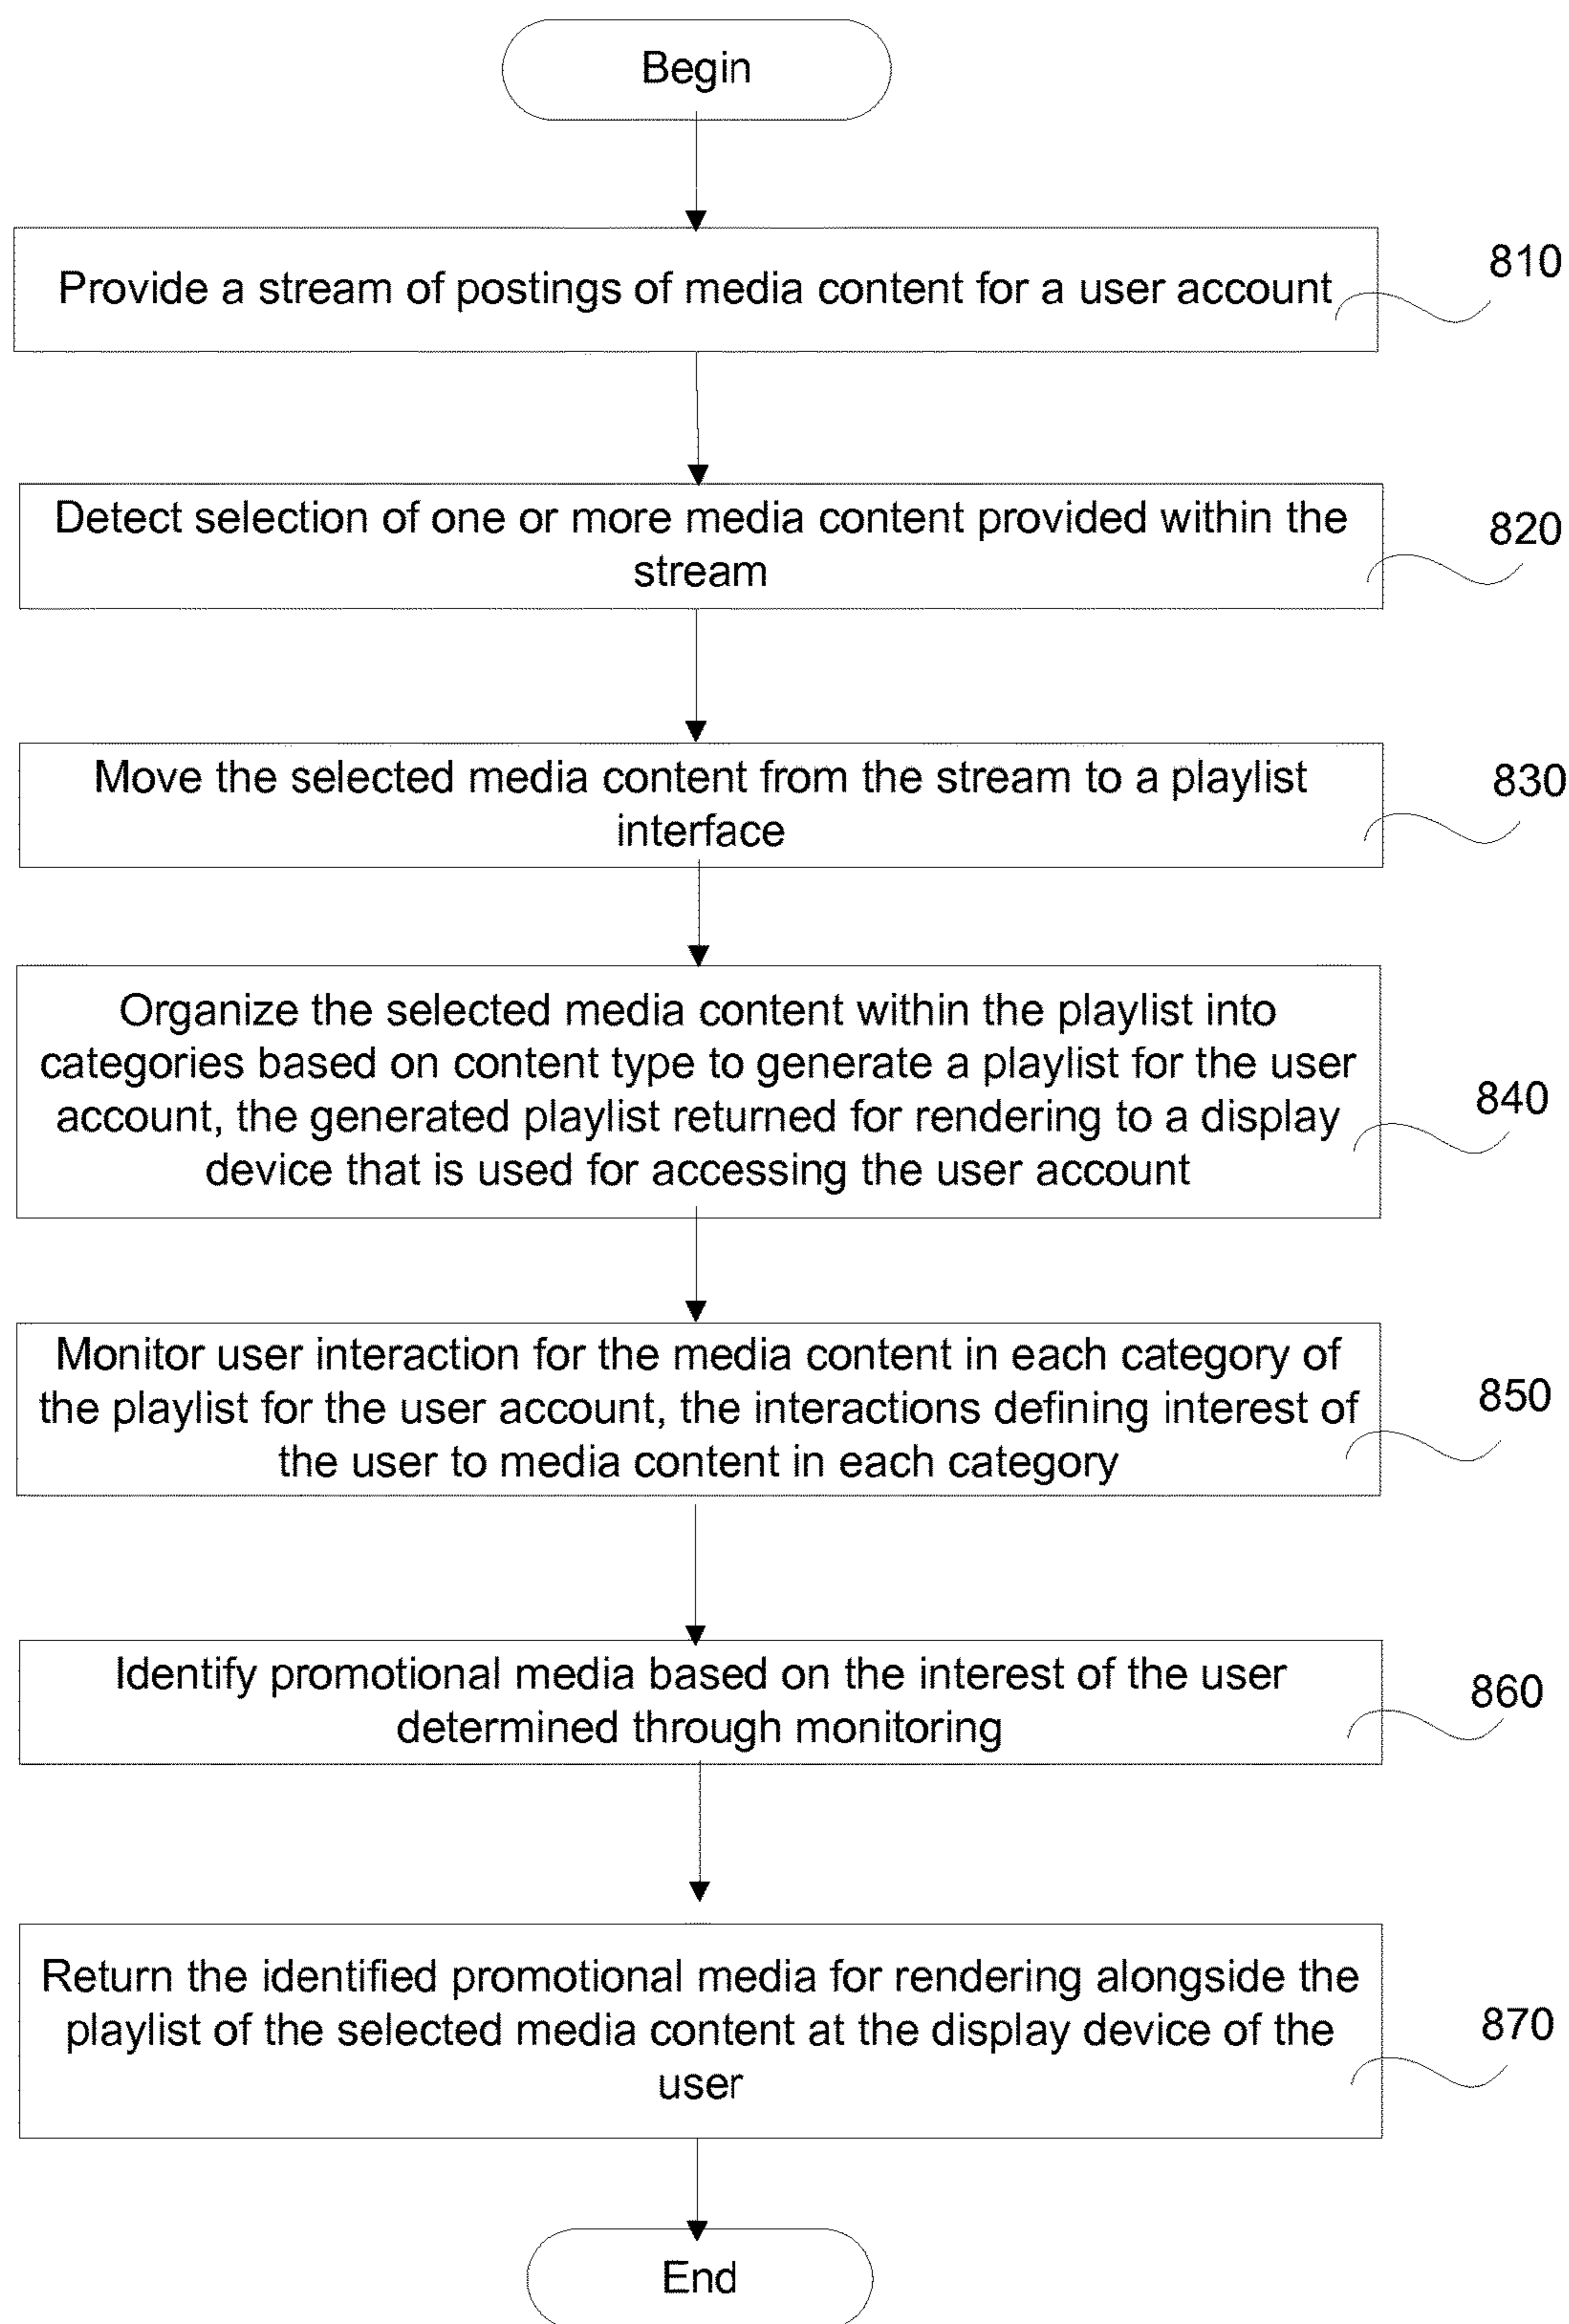 Begin
Provide a stream of postings of media content for a user account
810
Detect selection of one or more media content provided within the
stream
820
Move the selected media content from the stream to a playlist
interface
830
Organize the selected media content within the playlist into
categories based on content type to generate a playlist for the user
account, the generated playlist returned for rendering to a display
device that is used for accessing the user account
840
Monitor user interaction for the media content in each category of
the playlist for the user account, the interactions defining interest of
the user to media content in each category
850
Identify promotional media based on the interest of the user
determined through monitoring
860
Return the identified promotional media for rendering alongside the
playlist of the selected media content at the display device of the
user
870
End